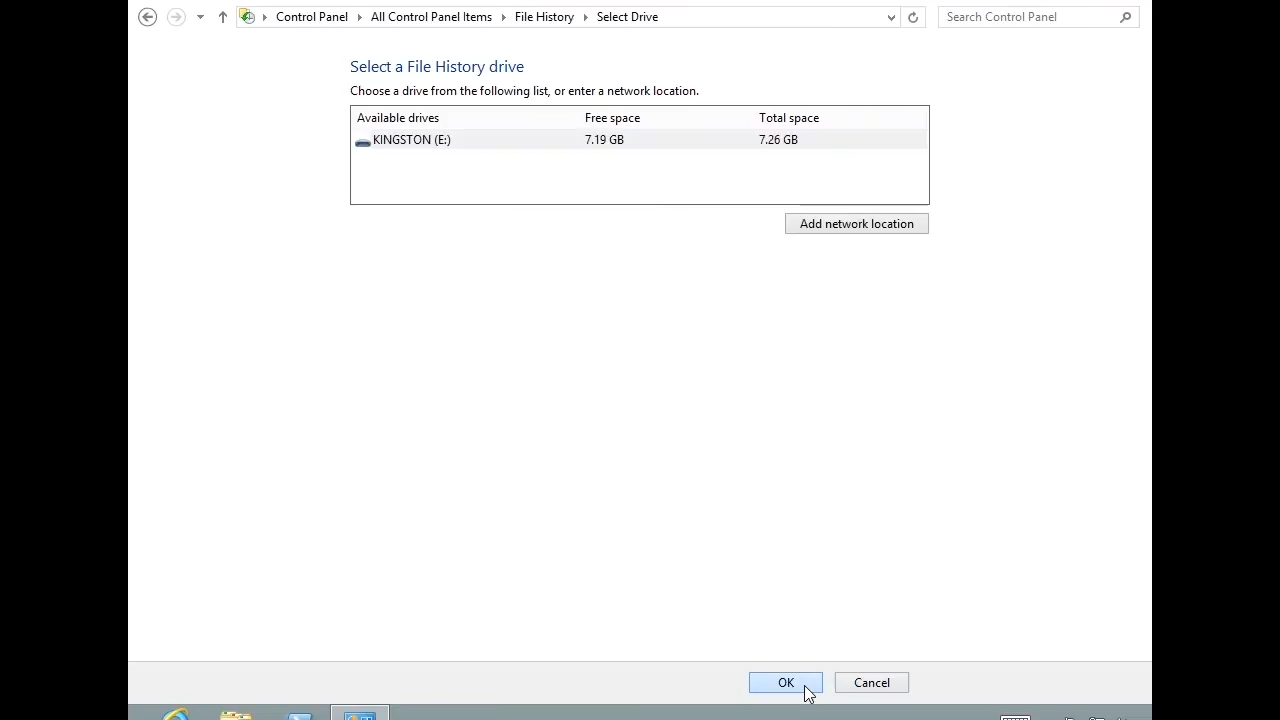 Control Panel File History Select Drive All Control Panel Items
Search Control Panel
Select a File History drive
Choose a drive from the following list, or enter a network location.
Available drives Free space Total space
KINGSTON (E:) 7.19 GB 7.26 GB
Add network location
OK Cancel